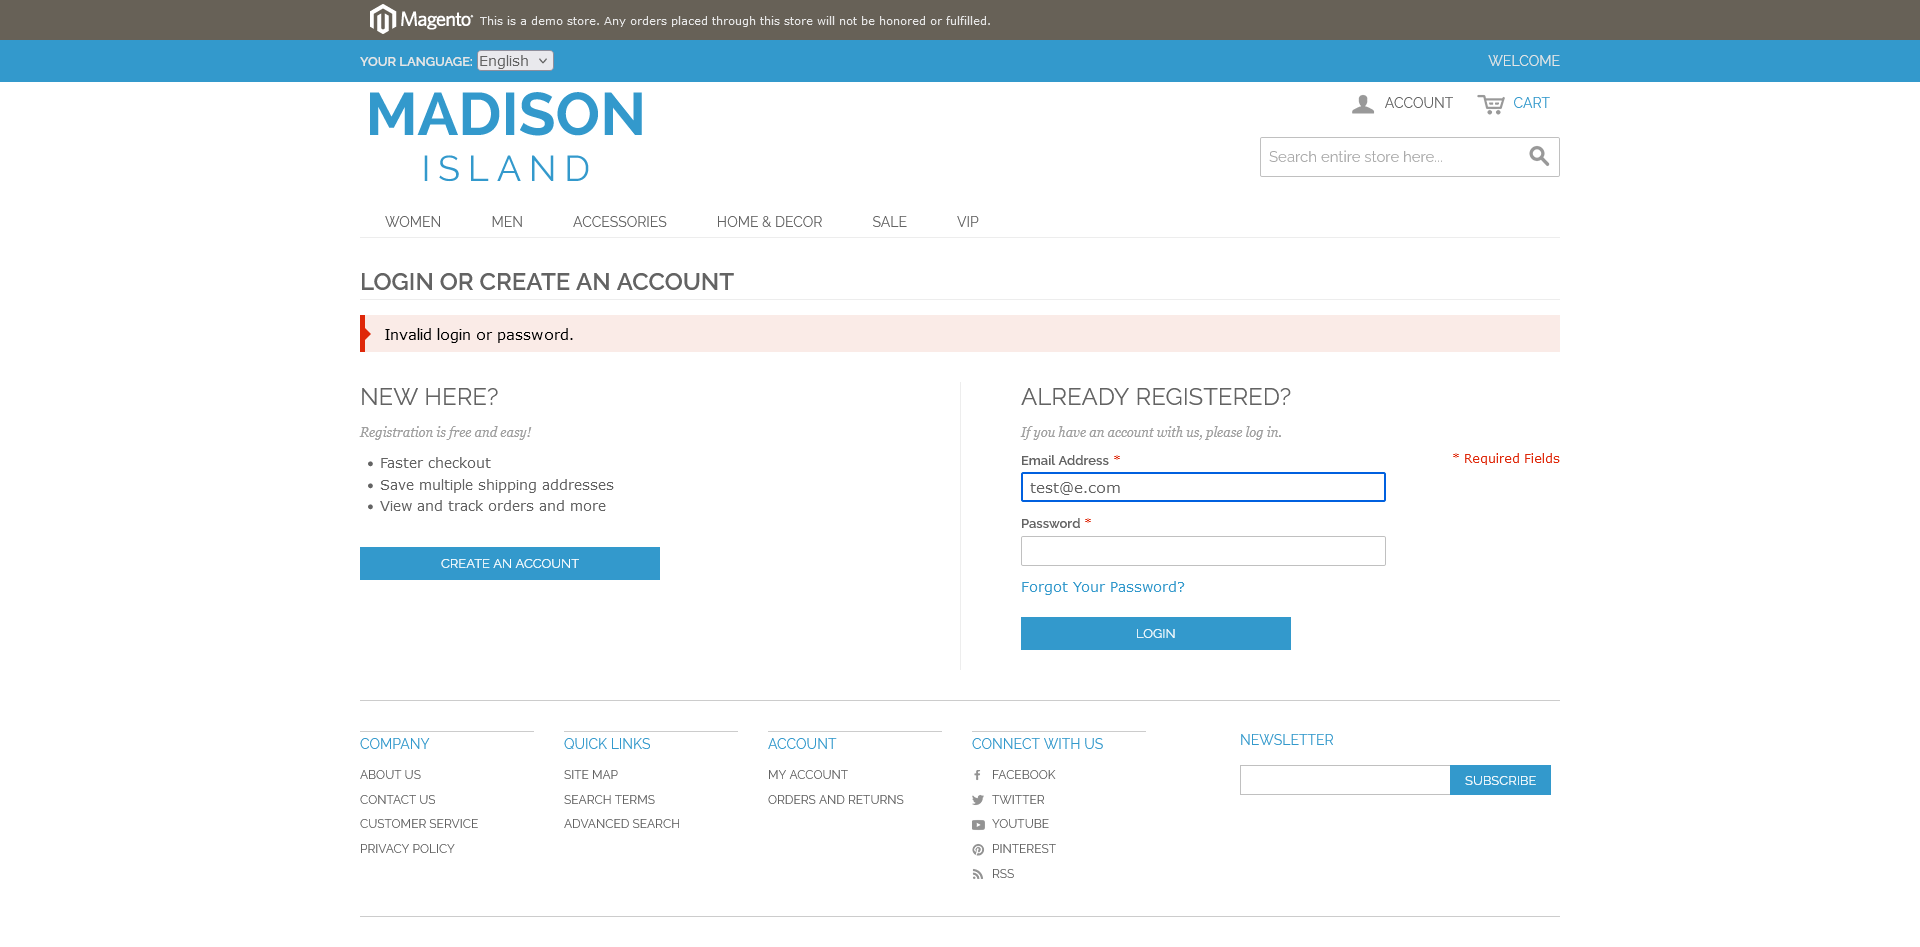 Magento This is a demo store. Any orders placed through this store will not be honored or fulfilled.
YOUR LANGUAGE: English
WELCOME
MADISON
ISLAND
ACCOUNT
CART
Search entire store here...
WOMEN MEN ACCESSORIES HOME & DECOR SALE VIP
LOGIN OR CREATE AN ACCOUNT
Invalid login or password.
NEW HERE?
Registration is free and easy!
• Faster checkout
• Save multiple shipping addresses
• View and track orders and more
CREATE AN ACCOUNT
ALREADY REGISTERED?
If you have an account with us, please log in.
* Required Fields
Email Address *
test@e.com
Password *
Forgot Your Password?
LOGIN
COMPANY
ABOUT US
CONTACT US
CUSTOMER SERVICE
PRIVACY POLICY
QUICK LINKS
SITE MAP
SEARCH TERMS
ADVANCED SEARCH
ACCOUNT
MY ACCOUNT
ORDERS AND RETURNS
CONNECT WITH US
FACEBOOK
TWITTER
YOUTUBE
PINTEREST
RSS
NEWSLETTER
SUBSCRIBE